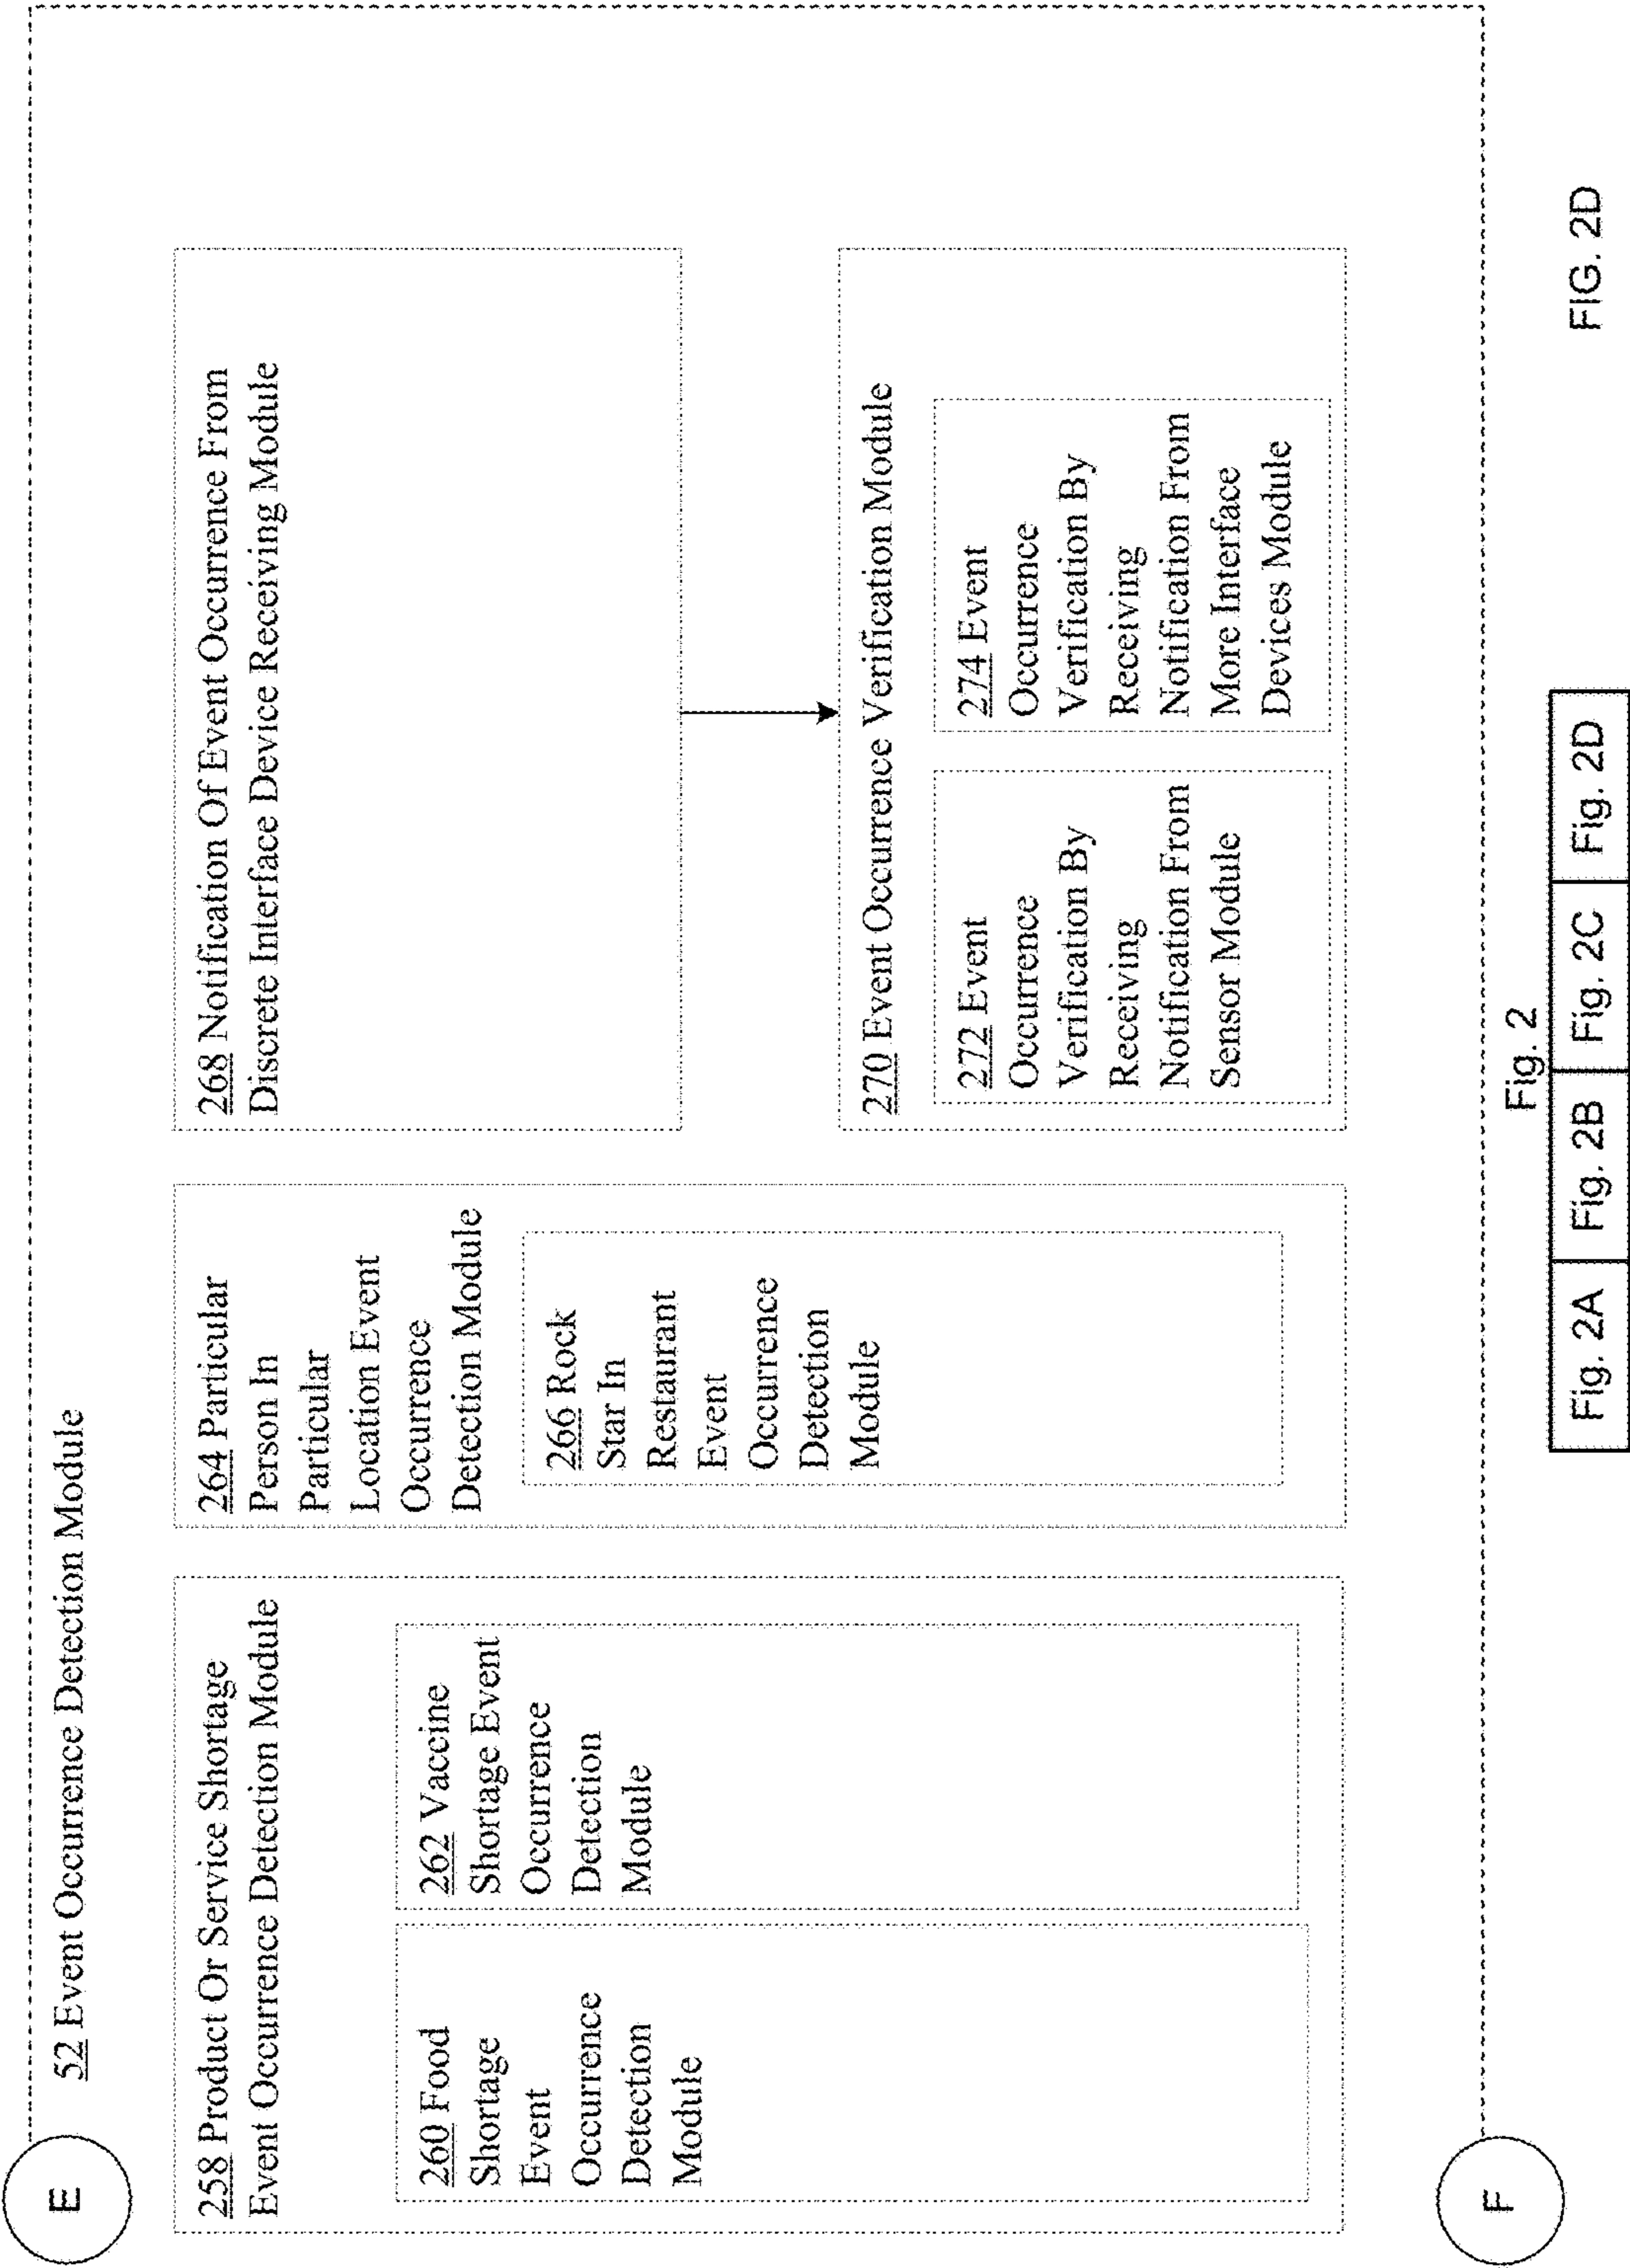 E
52 Event Occurrence Detection Module
258 Product Or Service Shortage
Event Occurrence Detection Module
260 Food
Shortage
Event
Occurrence
Detection
Module
262 Vaccine
Shortage Event
Occurrence
Detection
Module
264 Particular
Person In
Particular
Location Event
Occurrence
Detection Module
266 Rock
Star In
Restaurant
Event
Occurrence
Detection
Module
268 Notification Of Event Occurrence From
Discrete Interface Device Receiving Module
270 Event Occurrence Verification Module
272 Event
Occurrence
Verification By
Receiving
Notification From
Sensor Module
274 Event
Occurrence
Verification By
Receiving
Notification From
More Interface
Devices Module
F
Fig. 2
Fig. 2A Fig. 2B Fig. 2C Fig. 2D
FIG. 2D